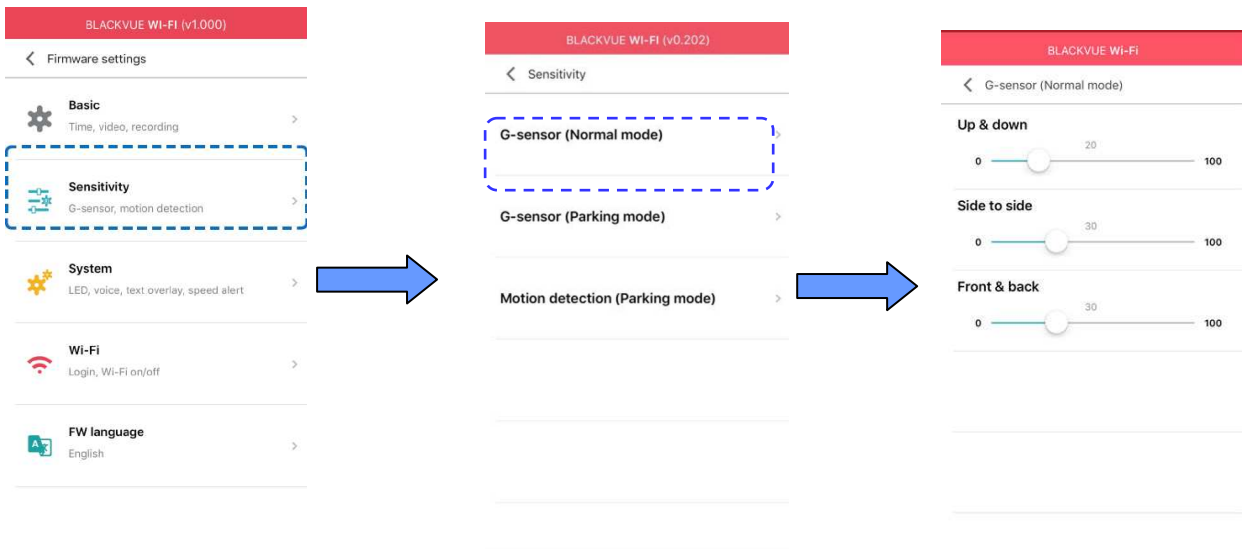 BLACKVUE WI-FI (v1.000)
Firmware settings
Basic
Time, video, recording
Sensitivity
G-sensor, motion detection
System
LED, voice, text overlay, speed alert
Wi-Fi
Login, Wi-Fi on/off
FW language
English
BLACKVUE WI-FI (v0.202)
Sensitivity
G-sensor (Normal mode)
G-sensor (Parking mode)
Motion detection (Parking mode)
BLACKVUE Wi-Fi
G-sensor (Normal mode)
Up & down
20
0 100
Side to side
30
0 100
Front & back
30
0 100